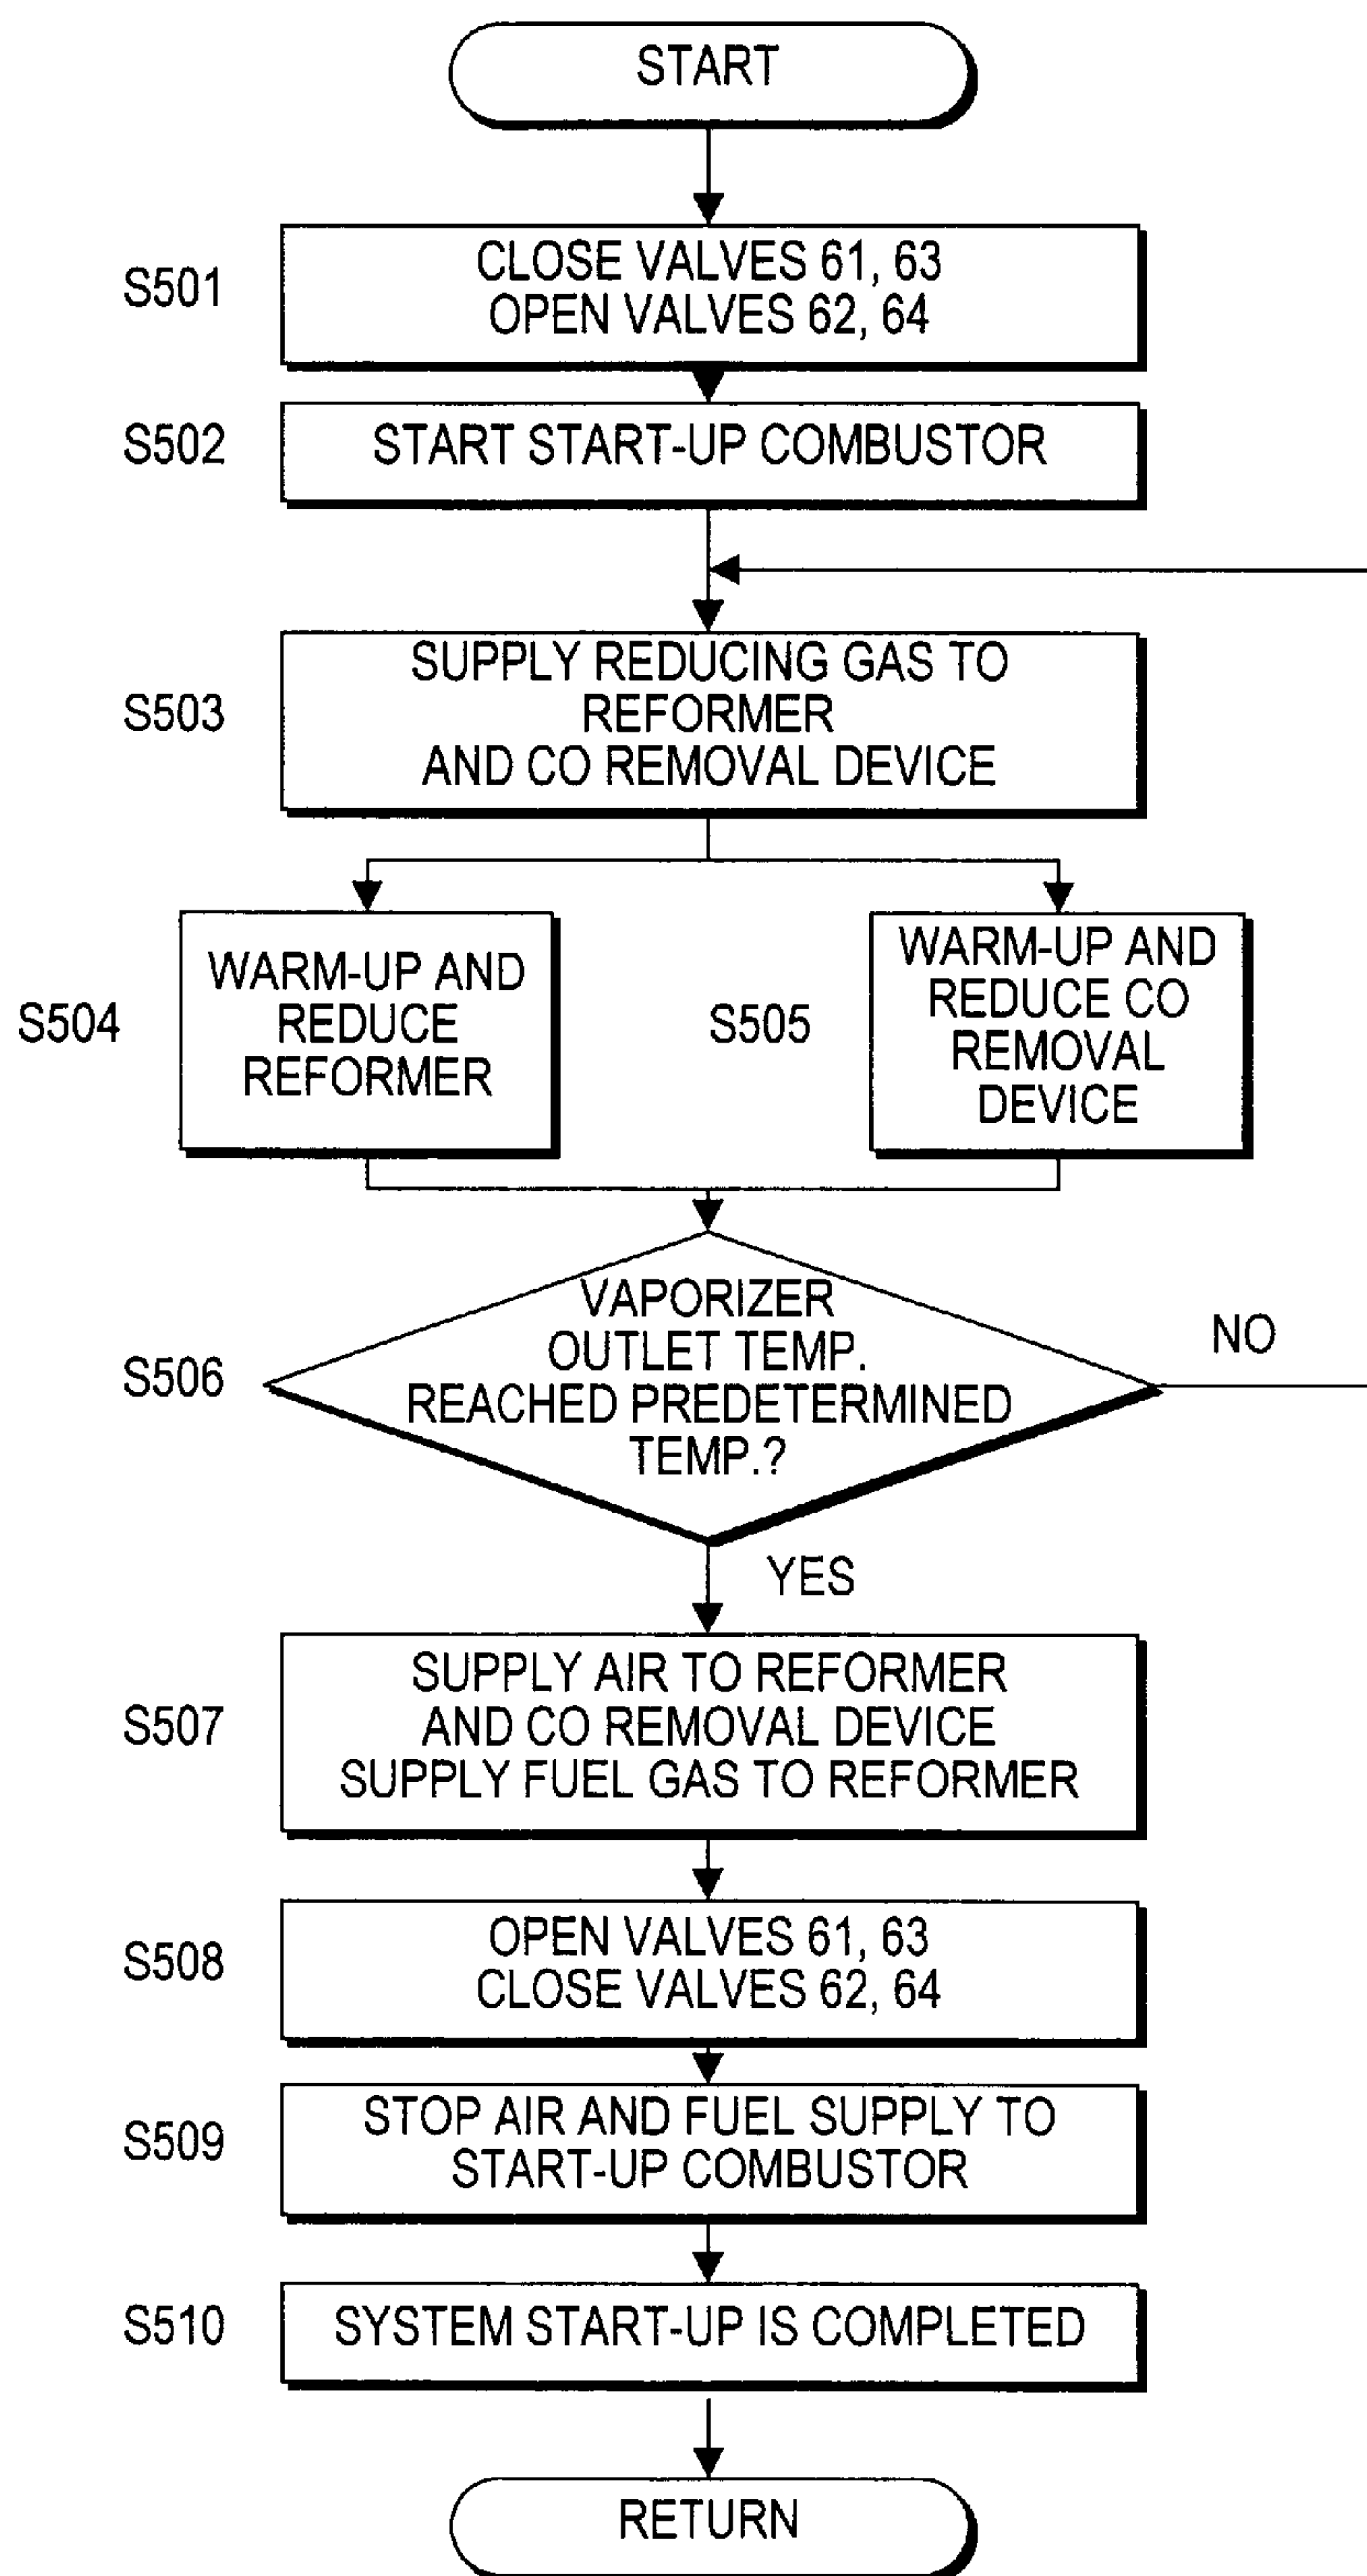 START
S501
CLOSE VALVES 61, 63
OPEN VALVES 62, 64
S502
START START-UP COMBUSTOR
S503
SUPPLY REDUCING GAS TO
REFORMER
AND CO REMOVAL DEVICE
S504
WARM-UP AND
REDUCE
REFORMER
S505
WARM-UP AND
REDUCE CO
REMOVAL
DEVICE
S506
VAPORIZER
OUTLET TEMP.
REACHED PREDETERMINED
TEMP.?
NO
YES
S507
SUPPLY AIR TO REFORMER
AND CO REMOVAL DEVICE
SUPPLY FUEL GAS TO REFORMER
S508
OPEN VALVES 61, 63
CLOSE VALVES 62, 64
S509
STOP AIR AND FUEL SUPPLY TO
START-UP COMBUSTOR
S510
SYSTEM START-UP IS COMPLETED
RETURN